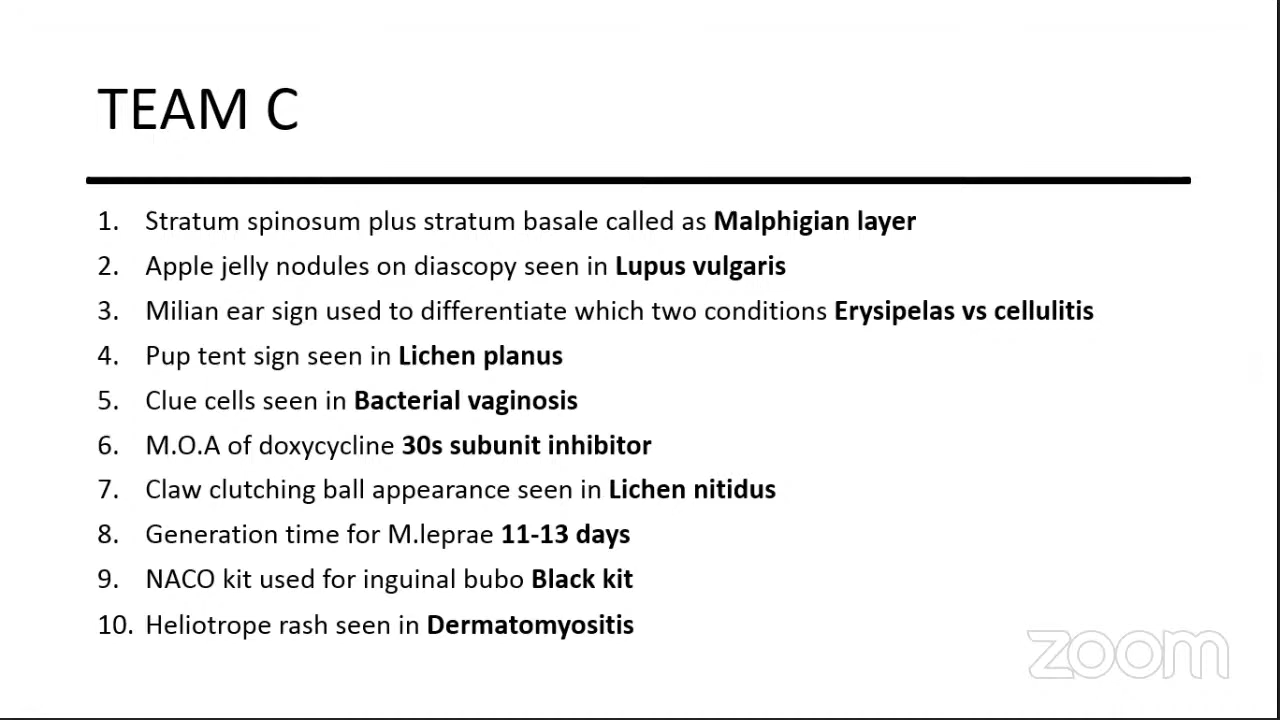 TEAM C
1. Stratum spinosum plus stratum basale called as Malphigian layer
2. Apple jelly nodules on diascopy seen in Lupus vulgaris
3. Milian ear sign used to differentiate which two conditions Erysipelas vs cellulitis
4. Pup tent sign seen in Lichen planus
5. Clue cells seen in Bacterial vaginosis
6. M.O.A of doxycycline 30s subunit inhibitor
7. Claw clutching ball appearance seen in Lichen nitidus
8. Generation time for M.leprae 11-13 days
9. NACO kit used for inguinal bubo Black kit
10. Heliotrope rash seen in Dermatomyositis
zoom